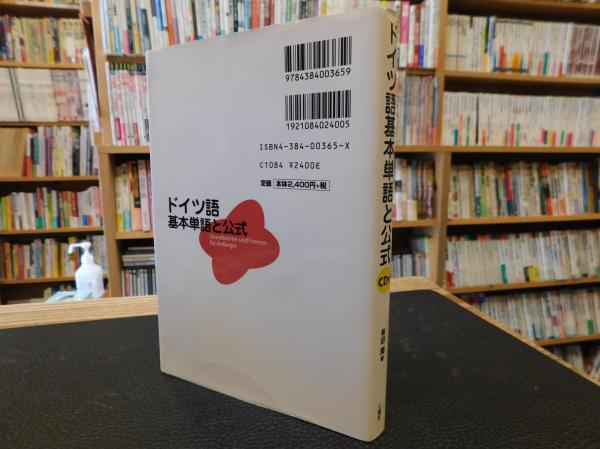 9784384003659
1921084024005
ISBN4-384-00365-X
C1084 ¥2400E
定価 本体2,400円+税
ドイツ語
基本単語と公式
Grundwörter und Formen
für Anfänger
ドイツ語基本単語と公式